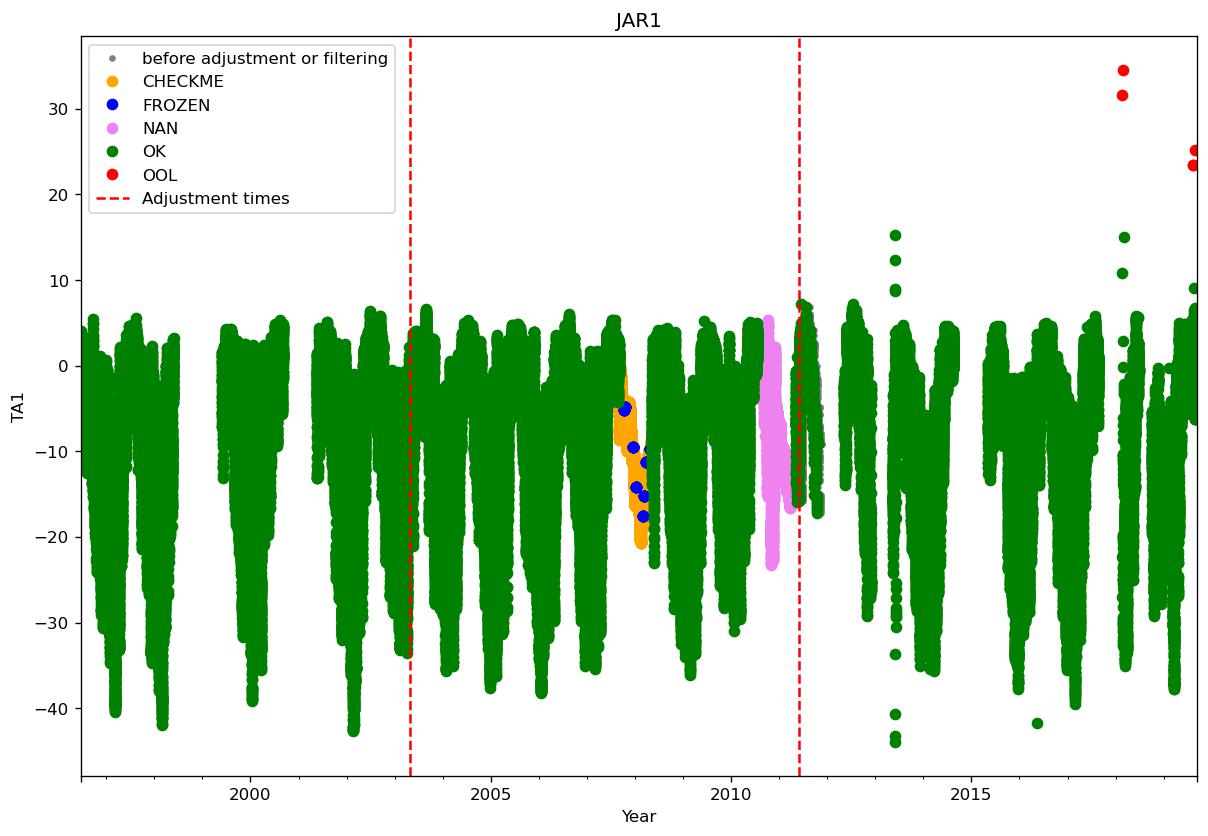 JAR1
before adjustment or filtering
CHECKME
FROZEN
NAN
OK
OOL
Adjustment times
30
20
10
0
−10
−20
−30
−40
TA1
2000 2005 2010 2015
Year